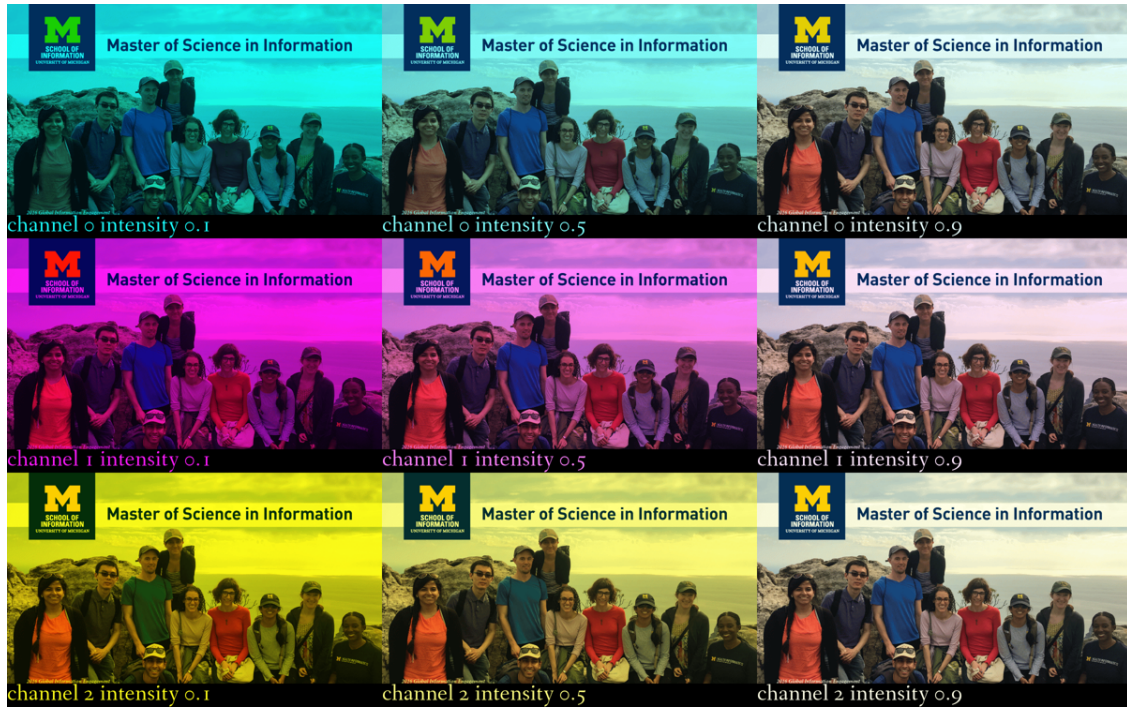 M
SCHOOL OF
INFORMATION
UNIVERSITY OF MICHIGAN
Master of Science in Information
channel 0 intensity 0.1
M
SCHOOL OF
INFORMATION
UNIVERSITY OF MICHIGAN
Master of Science in Information
channel 0 intensity 0.5
M
SCHOOL OF
INFORMATION
UNIVERSITY OF MICHIGAN
Master of Science in Information
2024 Global Information Engagement
channel 0 intensity 0.9
M
SCHOOL OF
INFORMATION
UNIVERSITY OF MICHIGAN
Master of Science in Information
channel 1 intensity 0.1
M
SCHOOL OF
INFORMATION
UNIVERSITY OF MICHIGAN
Master of Science in Information
channel 1 intensity 0.5
M
SCHOOL OF
INFORMATION
UNIVERSITY OF MICHIGAN
Master of Science in Information
channel 1 intensity 0.9
M
SCHOOL OF
INFORMATION
UNIVERSITY OF MICHIGAN
Master of Science in Information
channel 2 intensity 0.1
M
SCHOOL OF
INFORMATION
UNIVERSITY OF MICHIGAN
Master of Science in Information
channel 2 intensity 0.5
M
SCHOOL OF
INFORMATION
UNIVERSITY OF MICHIGAN
Master of Science in Information
channel 2 intensity 0.9